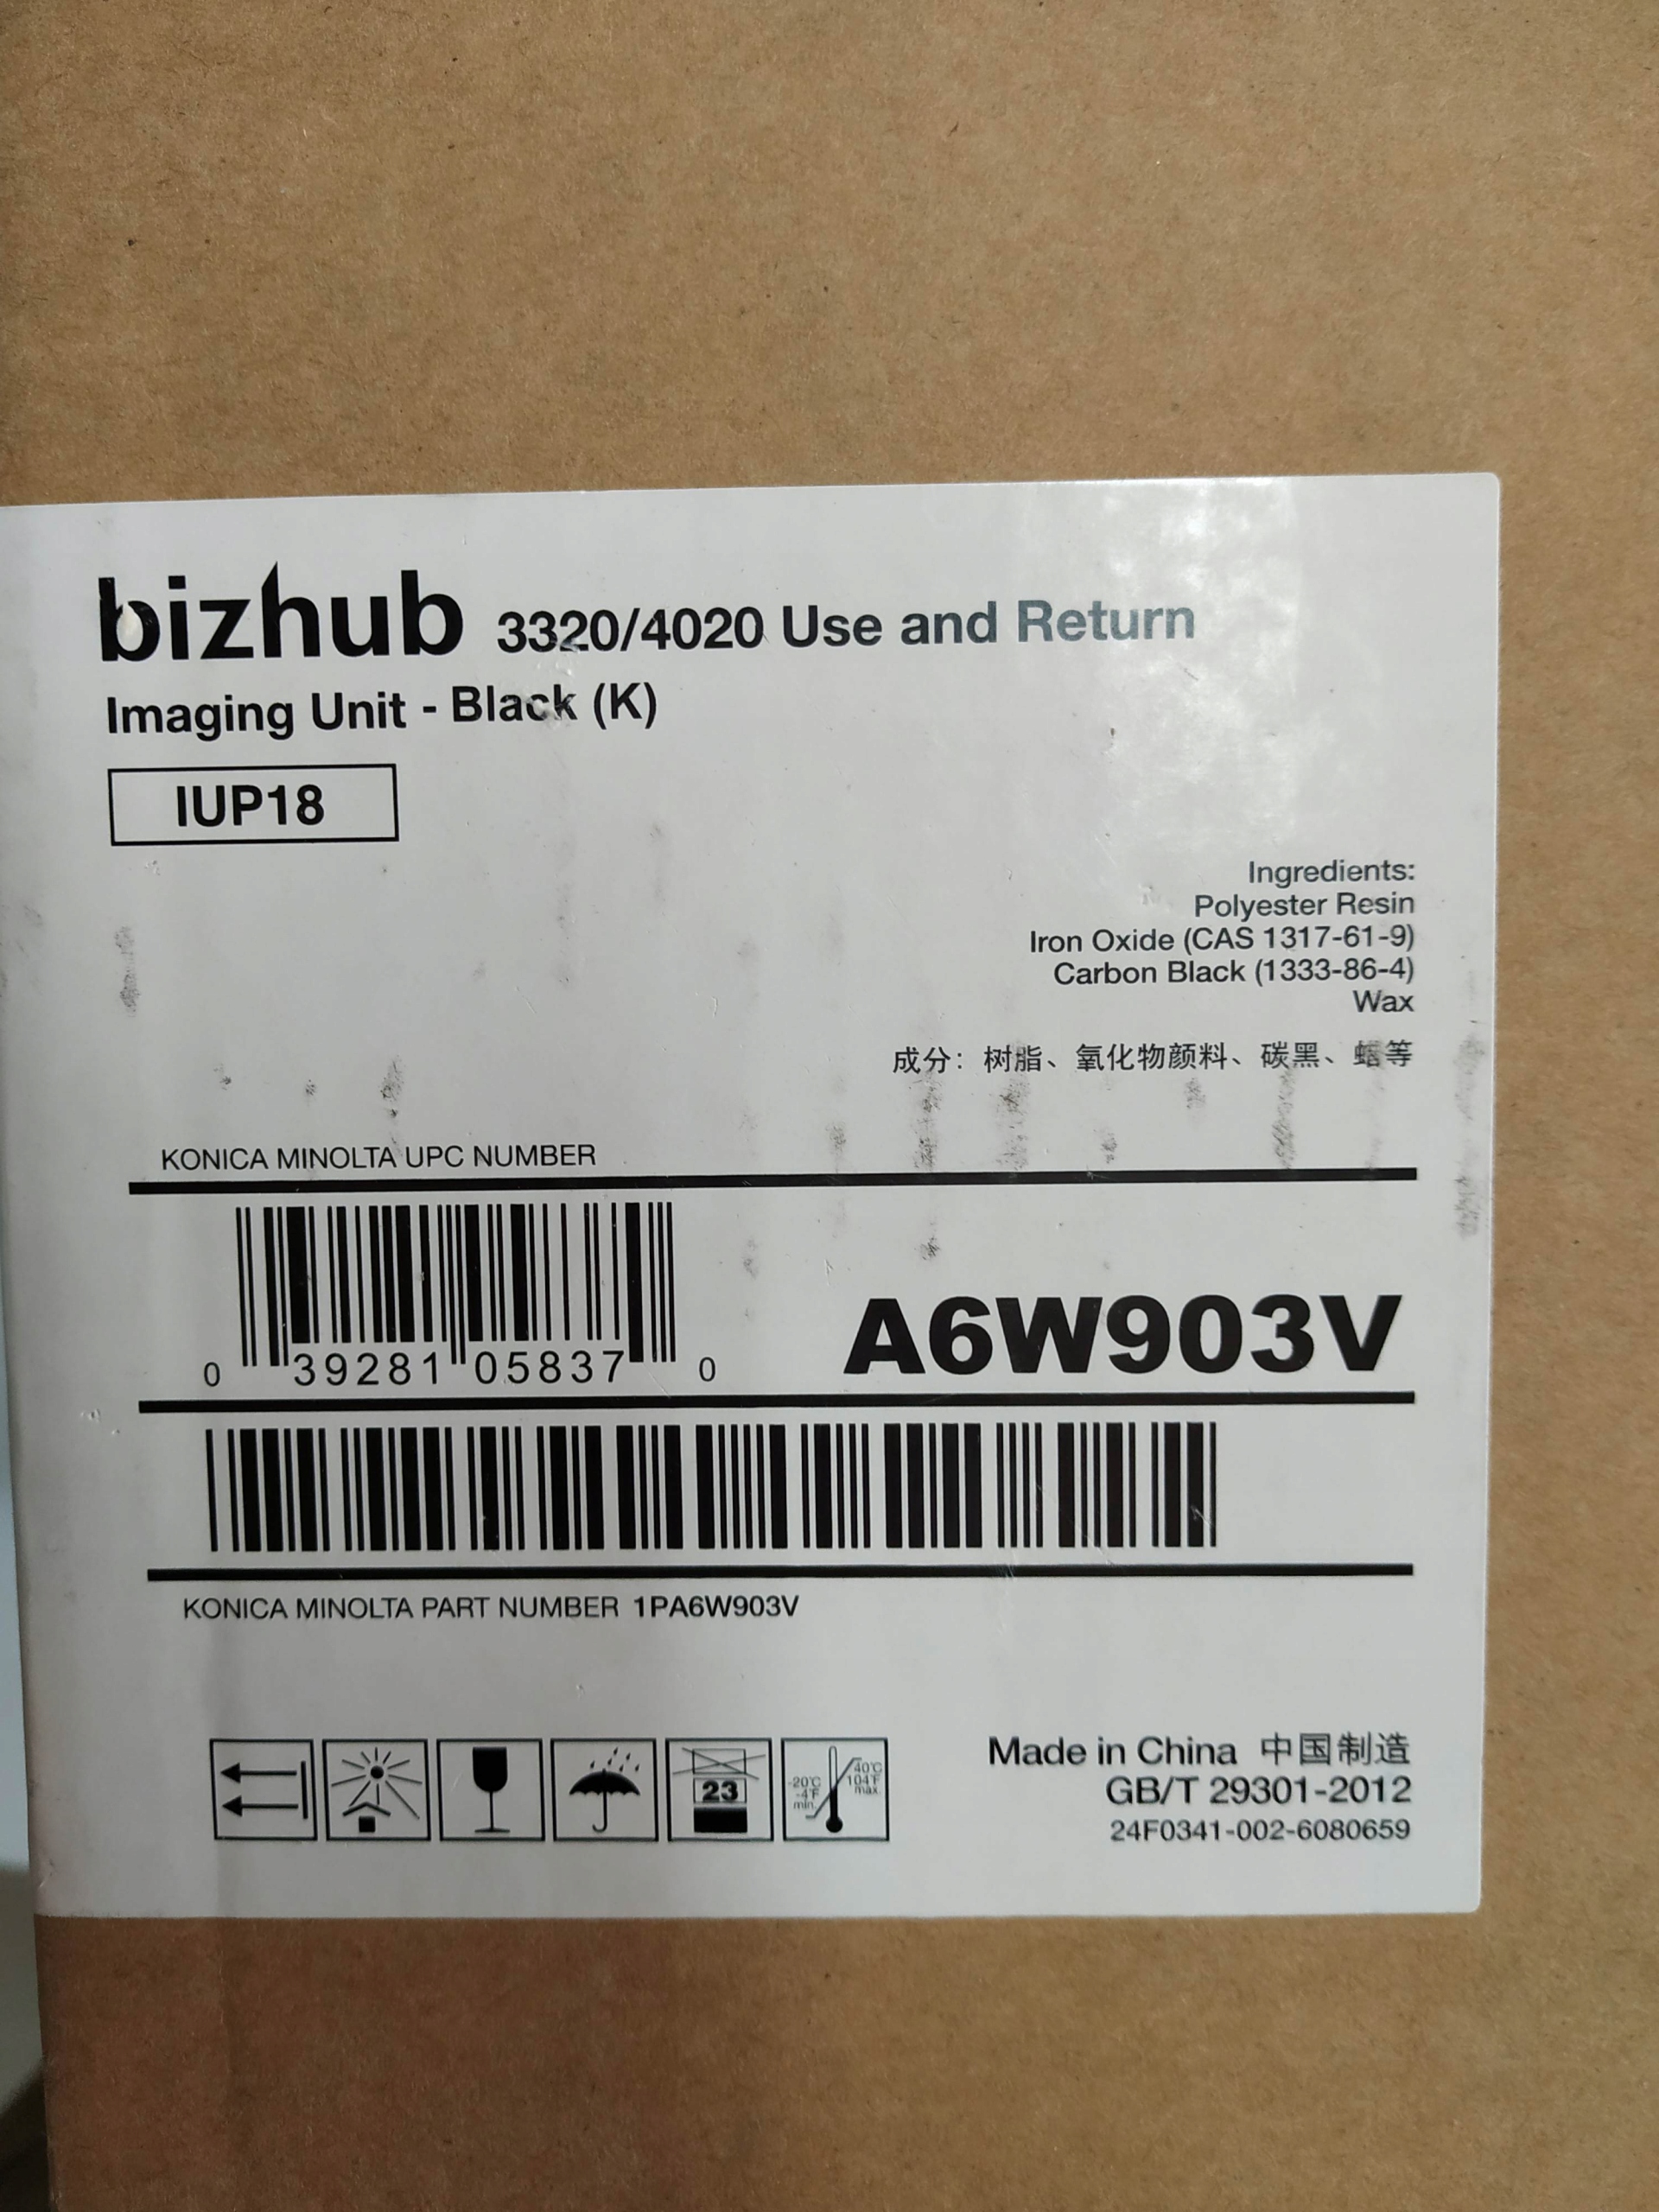 bizhub 3320/4020 Use and Return
Imaging Unit - Black (K)
IUP18
Ingredients:
Polyester Resin
Iron Oxide (CAS 1317-61-9)
Carbon Black (1333-86-4)
Wax
成分：树脂、氧化物颜料、碳黑、蜡等
KONICA MINOLTA UPC NUMBER
0 39281 05837 0
A6W903V
KONICA MINOLTA PART NUMBER 1PA6W903V
23
-20°C
-4°F
min.
40°C
104°F
max.
Made in China 中国制造
GB/T 29301-2012
24F0341-002-6080659